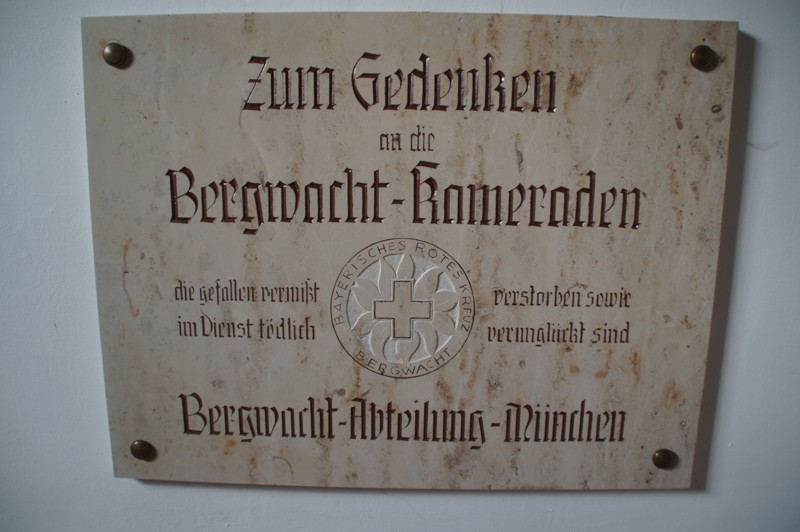 Zum Gedenken
an die
Bergwacht-Kameraden
die gefallen vermißt verstorben sowie
im Dienst tödlich verunglückt sind
BAYERISCHES ROTES KREUZ
BERGWACHT
Bergwacht-Abteilung-München